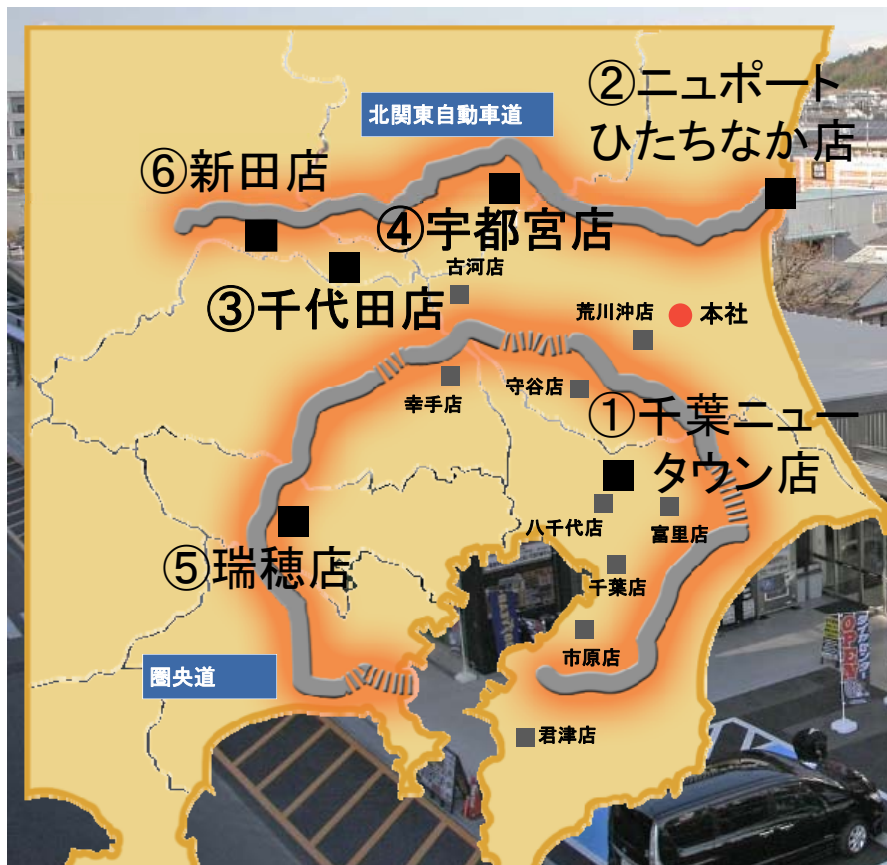 ②ニュポート
ひたちなか店
北関東自動車道
⑥新田店
④宇都宮店
古河店
③千代田店
荒川沖店
本社
幸手店
守谷店
①千葉ニュー
タウン店
八千代店
富里店
⑤瑞穂店
千葉店
市原店
圏央道
君津店
OPEN